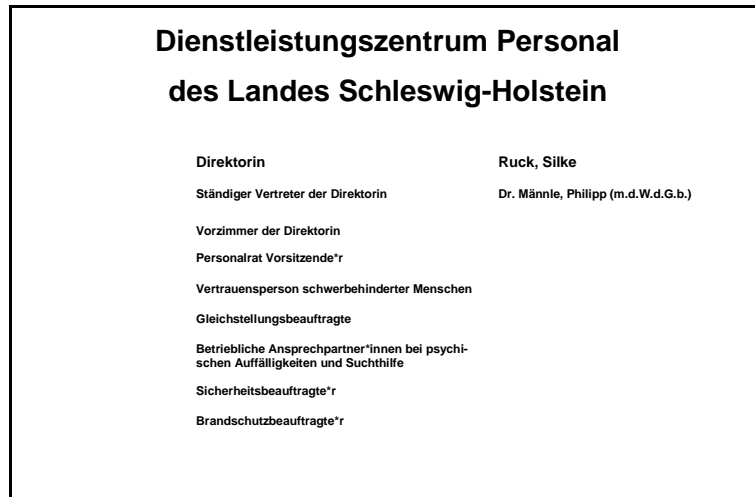 Dienstleistungszentrum Personal
des Landes Schleswig-Holstein
Direktorin Ruck, Silke
Ständiger Vertreter der Direktorin Dr. Männle, Philipp (m.d.W.d.G.b.)
Vorzimmer der Direktorin
Personalrat Vorsitzende*r
Vertrauensperson schwerbehinderter Menschen
Gleichstellungsbeauftragte
Betriebliche Ansprechpartner*innen bei psychi-
schen Auffälligkeiten und Suchthilfe
Sicherheitsbeauftragte*r
Brandschutzbeauftragte*r